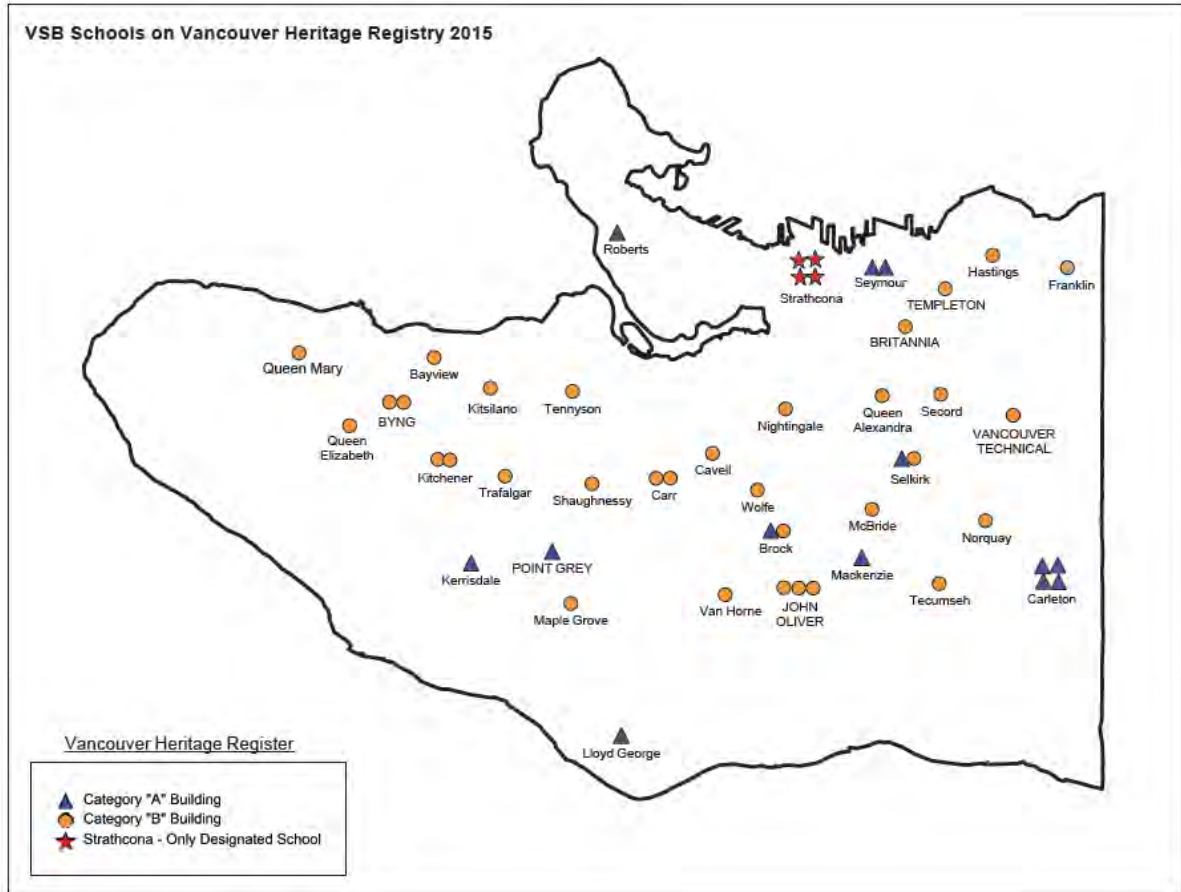 VSB Schools on Vancouver Heritage Registry 2015
Roberts
Strathcona
Seymour
Hastings
Franklin
TEMPLETON
BRITANNIA
Queen Mary
Bayview
Kitsilano
Tennyson
BYNG
Queen
Elizabeth
Nightingale
Queen
Alexandra
Secord
VANCOUVER
TECHNICAL
Kitchener
Trafalgar
Shaughnessy
Carr
Cavell
Wolfe
Selkirk
McBride
Norquay
Brock
Kerrisdale
POINT GREY
Mackenzie
Maple Grove
Van Horne
JOHN
OLIVER
Tecumseh
Carleton
Lloyd George
Vancouver Heritage Register
Category "A" Building
Category "B" Building
Strathcona - Only Designated School